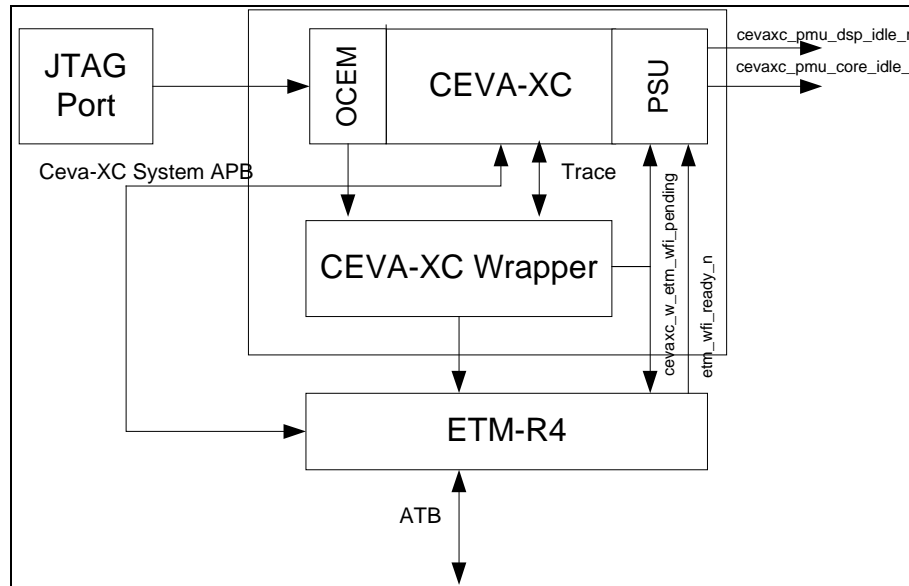 cevaxc_pmu_dsp_idle_r
JTAG
Port
OCEM
CEVA-XC
PSU
cevaxc_pmu_core_idle_
Ceva-XC System APB
Trace
CEVA-XC Wrapper
cevaxc_w_etm_wfi_pending
etm_wfi_ready_n
ETM-R4
ATB